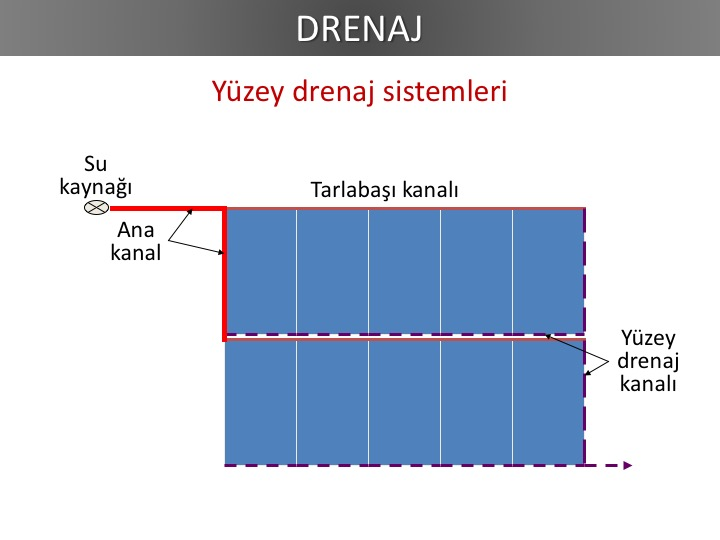 DRENAJ
Yüzey drenaj sistemleri
Su
kaynağı
Tarlabaşı kanalı
Ana
kanal
Yüzey
drenaj
kanalı